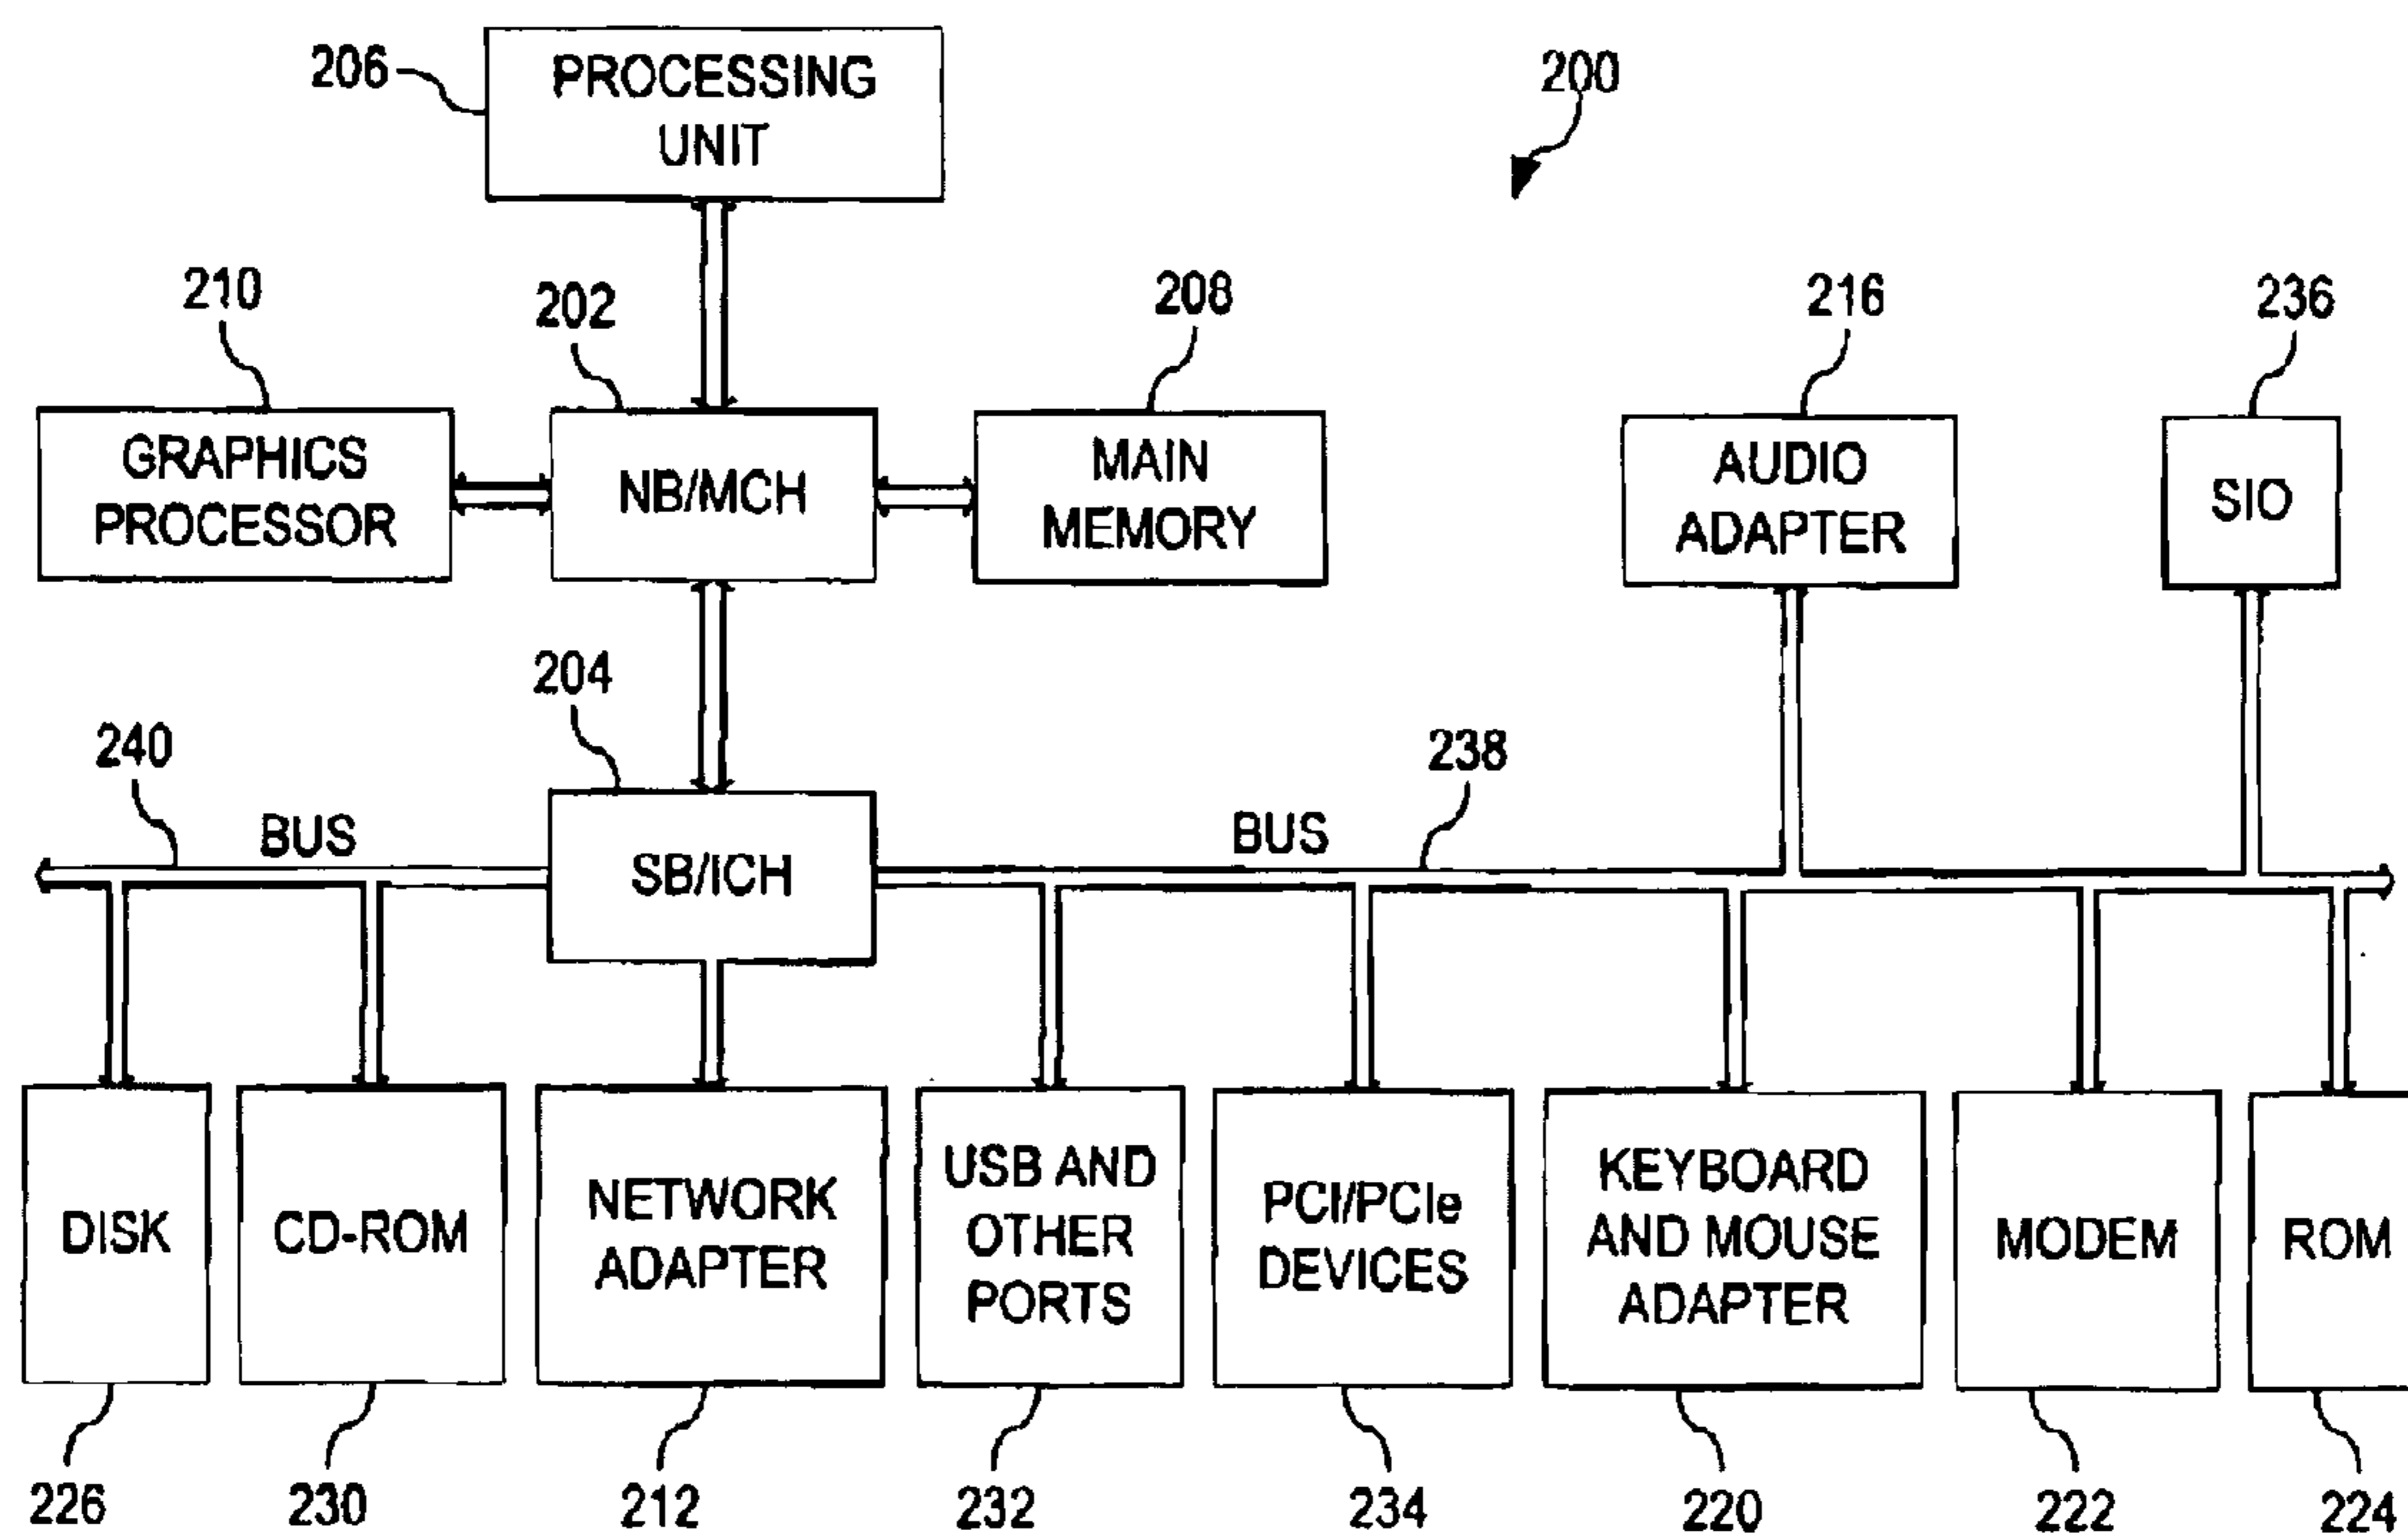 206
PROCESSING
UNIT
200
210
202
208
216
236
GRAPHICS
PROCESSOR
NB/MCH
MAIN
MEMORY
AUDIO
ADAPTER
SIO
204
240
238
BUS
BUS
SB/ICH
DISK
CD-ROM
NETWORK
ADAPTER
USB AND
OTHER
PORTS
PCI/PCIe
DEVICES
KEYBOARD
AND MOUSE
ADAPTER
MODEM
ROM
226
230
212
232
234
220
222
224